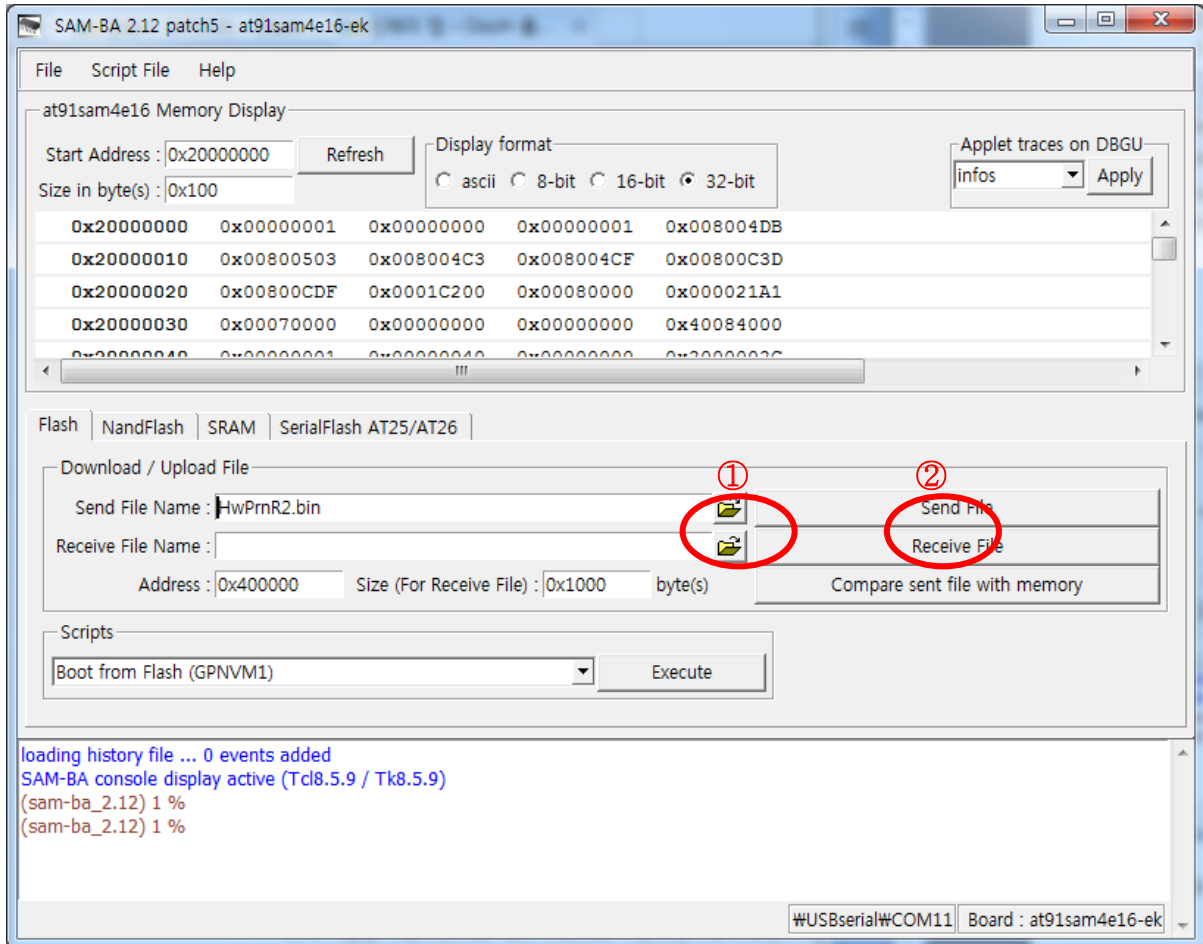 SAM-BA 2.12 patch5 - at91sam4e16-ek
File Script File Help
at91sam4e16 Memory Display
Start Address : 0x20000000 Refresh
Size in byte(s) : 0x100
Display format
ascii 8-bit 16-bit 32-bit
Applet traces on DBGU
infos Apply
0x20000000 0x00000001 0x00000000 0x00000001 0x008004DB
0x20000010 0x00800503 0x008004C3 0x008004CF 0x00800C3D
0x20000020 0x00800CDF 0x0001C200 0x00080000 0x000021A1
0x20000030 0x00070000 0x00000000 0x00000000 0x40084000
0x20000040 0x00000001 0x00000040 0x00000000 0x2000002C
Flash NandFlash SRAM SerialFlash AT25/AT26
Download / Upload File
① ②
Send File Name : HwPrnR2.bin Send File
Receive File Name : Receive File
Address : 0x400000 Size (For Receive File) : 0x1000 byte(s) Compare sent file with memory
Scripts
Boot from Flash (GPNVM1) Execute
loading history file ... 0 events added
SAM-BA console display active (Tcl8.5.9 / Tk8.5.9)
(sam-ba_2.12) 1 %
(sam-ba_2.12) 1 %
₩USBserial₩COM11 Board : at91sam4e16-ek